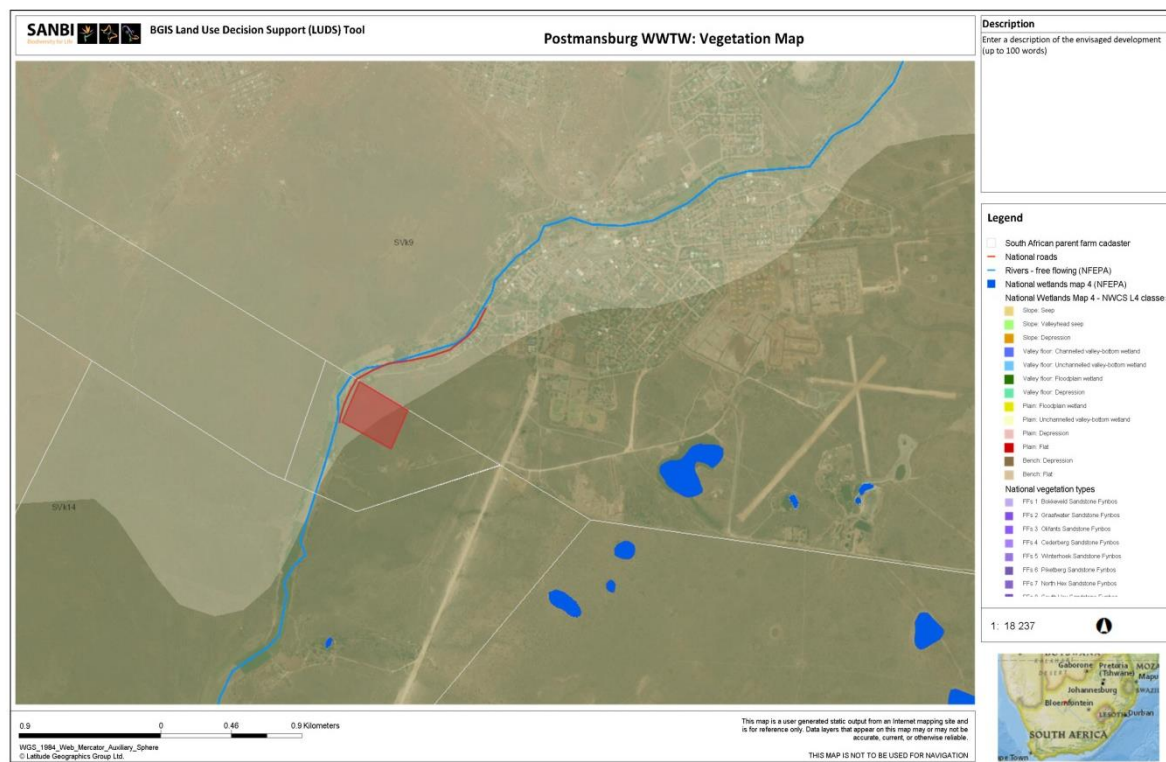 SANBI
Biodiversity for Life
BGIS Land Use Decision Support (LUDS) Tool
Postmansburg WWTW: Vegetation Map
Description
Enter a description of the envisaged development
(up to 100 words)
SVk9
SVk14
Legend
South African parent farm cadaster
National roads
Rivers - free flowing (NFEPA)
National wetlands map 4 (NFEPA)
National Wetlands Map 4 - NWCS L4 classes
Slope: Seep
Slope: Valleyhead seep
Slope: Depression
Valley floor: Channelled valley-bottom wetland
Valley floor: Unchannelled valley-bottom wetland
Valley floor: Floodplain wetland
Valley floor: Depression
Plain: Floodplain wetland
Plain: Unchannelled valley-bottom wetland
Plain: Depression
Plain: Flat
Bench: Depression
Bench: Flat
National vegetation types
FFs 1 Bokkeveld Sandstone Fynbos
FFs 2 Graafwater Sandstone Fynbos
FFs 3 Olifants Sandstone Fynbos
FFs 4 Cederberg Sandstone Fynbos
FFs 5 Winterhoek Sandstone Fynbos
FFs 6 Piketberg Sandstone Fynbos
FFs 7 North Hex Sandstone Fynbos
1: 18 237
BOTSWANA
Gaborone
Pretoria
(Tshwane)
MOZA
Mapu
DESERT
Johannesburg
SWAZIL
Bloemfontein
LESOTHO
Durban
SOUTH AFRICA
pe Town
0.9 0 0.46 0.9 Kilometers
WGS_1984_Web_Mercator_Auxiliary_Sphere
© Latitude Geographics Group Ltd.
This map is a user generated static output from an Internet mapping site and
is for reference only. Data layers that appear on this map may or may not be
accurate, current, or otherwise reliable.
THIS MAP IS NOT TO BE USED FOR NAVIGATION